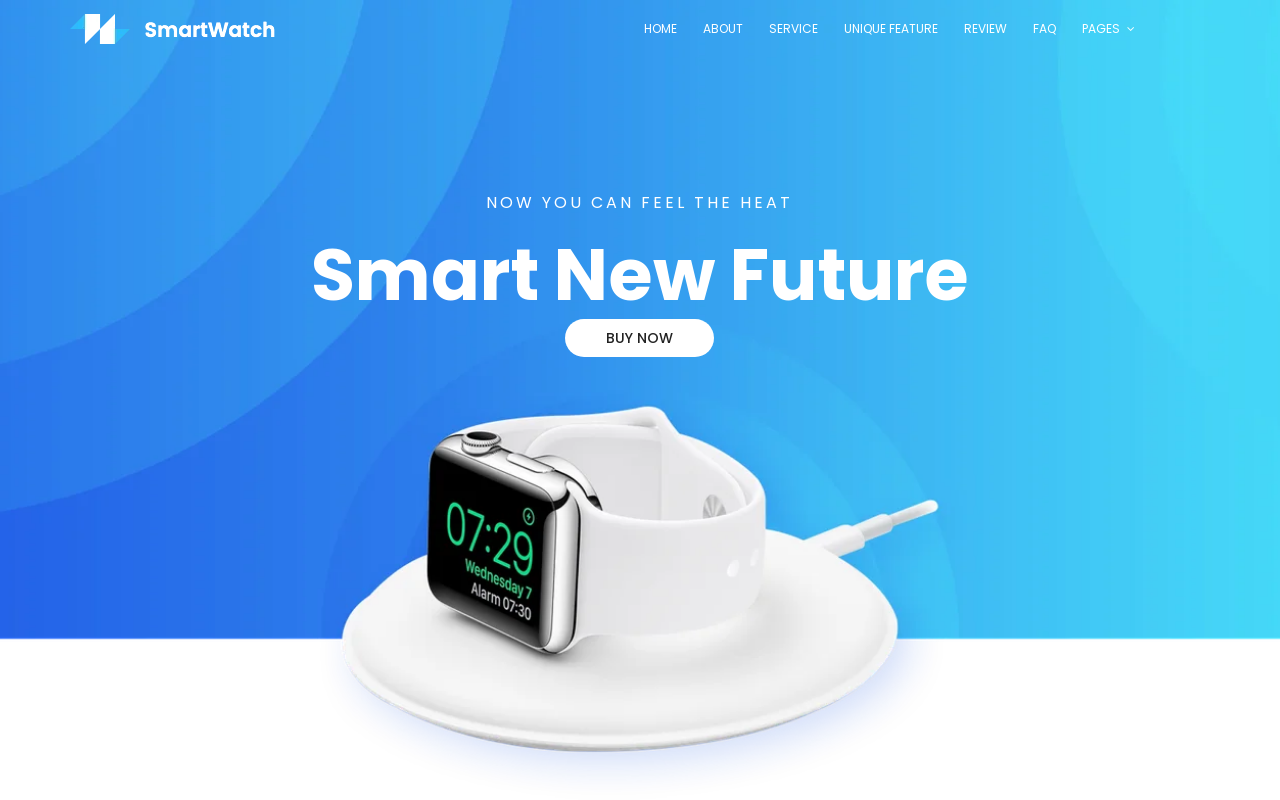 SmartWatch
HOME ABOUT SERVICE UNIQUE FEATURE REVIEW FAQ PAGES
NOW YOU CAN FEEL THE HEAT
Smart New Future
BUY NOW
07:29
Wednesday 7
Alarm 07:30